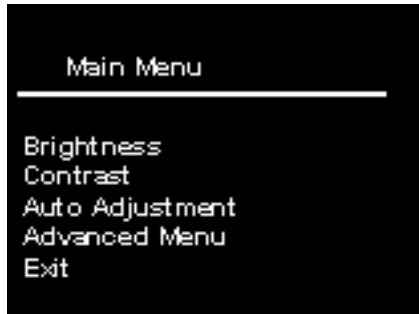 Main Menu
Brightness
Contrast
Auto Adjustment
Advanced Menu
Exit